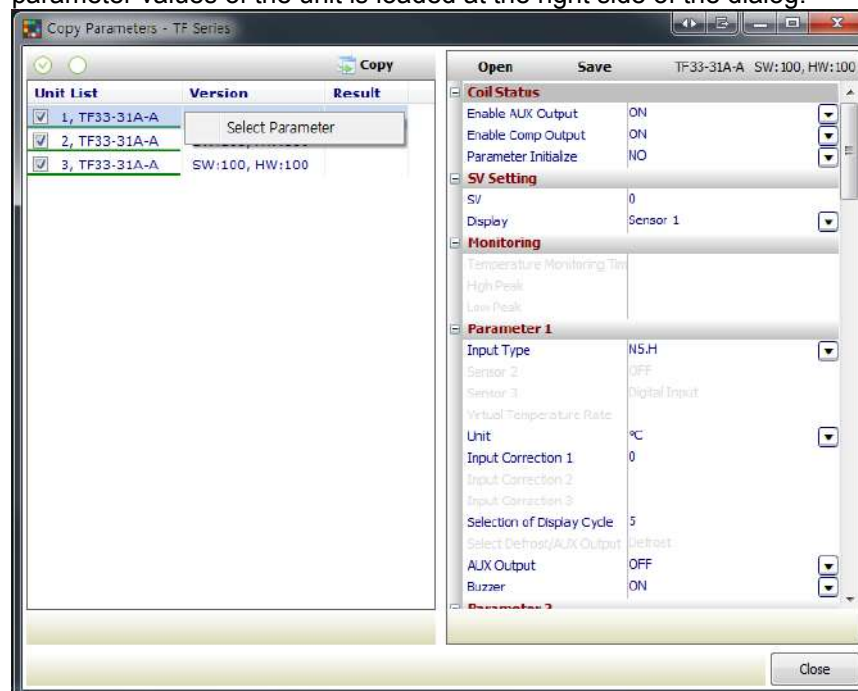 parameter values of the unit is loaded at the right side of the dialog.
Copy Parameters - TF Series
Copy
Unit List Version Result
1, TF33-31A-A
Select Parameter
2, TF33-31A-A
3, TF33-31A-A SW:100, HW:100
Open Save TF33-31A-A SW:100, HW:100
Coil Status
Enable AUX Output ON
Enable Comp Output ON
Parameter Initialze NO
SV Setting
SV 0
Display Sensor 1
Monitoring
Temperature Monitoring Tim
High Peak
Low Peak
Parameter 1
Input Type N5.H
Sensor 2 OFF
Sensor 3 Digital Input
Virtual Temperature Rate
Unit °C
Input Correction 1 0
Input Correction 2
Input Correction 3
Selection of Display Cycle 5
Select Defrost/AUX Output Defrost
AUX Output OFF
Buzzer ON
Parameter 2
Close